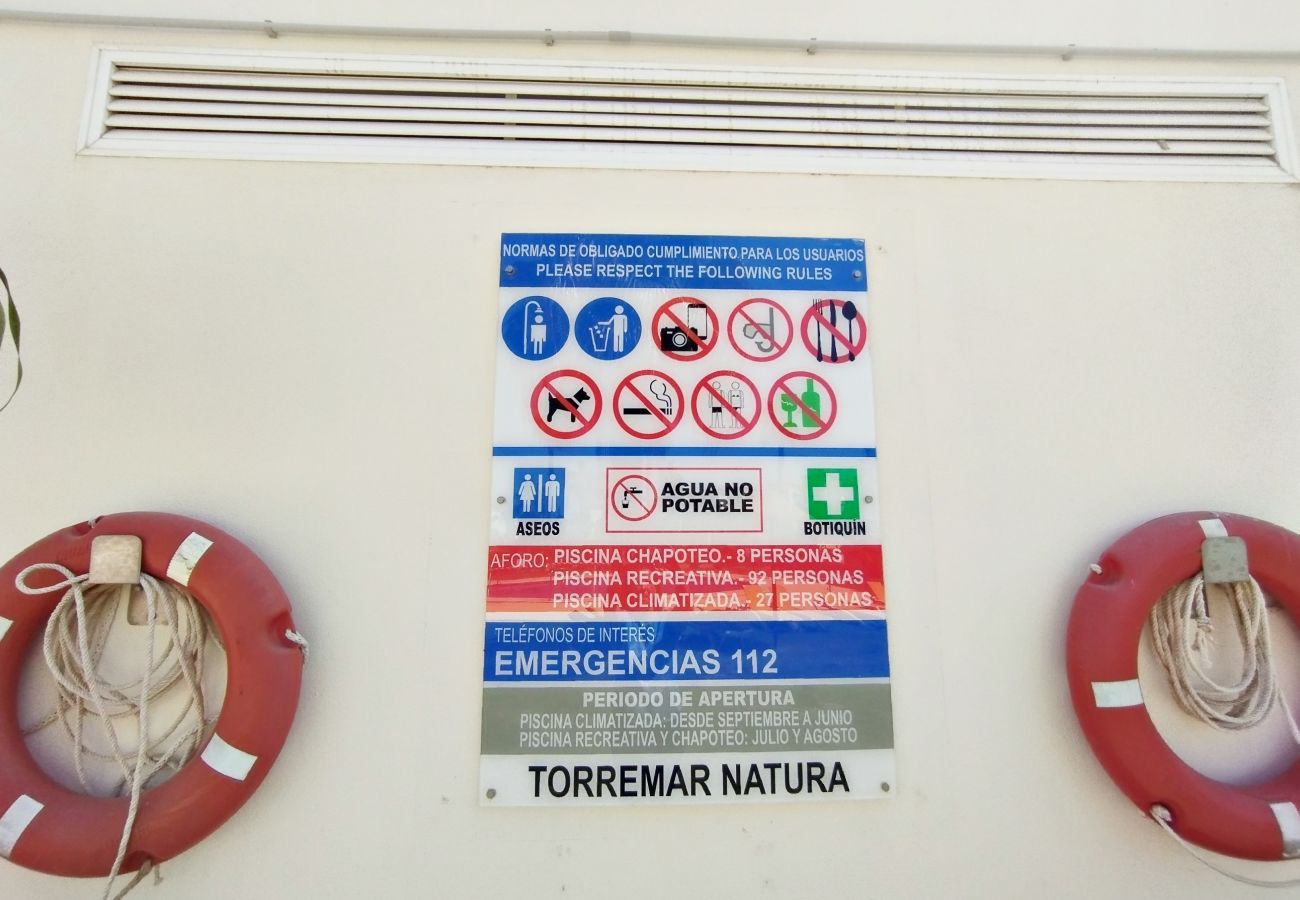 NORMAS DE OBLIGADO CUMPLIMIENTO PARA LOS USUARIOS
PLEASE RESPECT THE FOLLOWING RULES
AGUA NO
POTABLE
ASEOS
BOTIQUÍN
AFORO: PISCINA CHAPOTEO.- 8 PERSONAS
PISCINA RECREATIVA.- 92 PERSONAS
PISCINA CLIMATIZADA.- 27 PERSONAS
TELÉFONOS DE INTERÉS
EMERGENCIAS 112
PERIODO DE APERTURA
PISCINA CLIMATIZADA: DESDE SEPTIEMBRE A JUNIO
PISCINA RECREATIVA Y CHAPOTEO: JULIO Y AGOSTO
TORREMAR NATURA